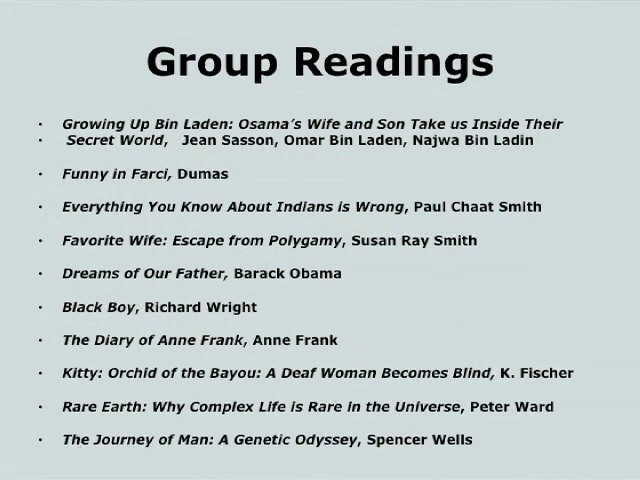 Group Readings
• Growing Up Bin Laden: Osama's Wife and Son Take us Inside Their
• Secret World, Jean Sasson, Omar Bin Laden, Najwa Bin Ladin
• Funny in Farci, Dumas
• Everything You Know About Indians is Wrong, Paul Chaat Smith
• Favorite Wife: Escape from Polygamy, Susan Ray Smith
• Dreams of Our Father, Barack Obama
• Black Boy, Richard Wright
• The Diary of Anne Frank, Anne Frank
• Kitty: Orchid of the Bayou: A Deaf Woman Becomes Blind, K. Fischer
• Rare Earth: Why Complex Life is Rare in the Universe, Peter Ward
• The Journey of Man: A Genetic Odyssey, Spencer Wells